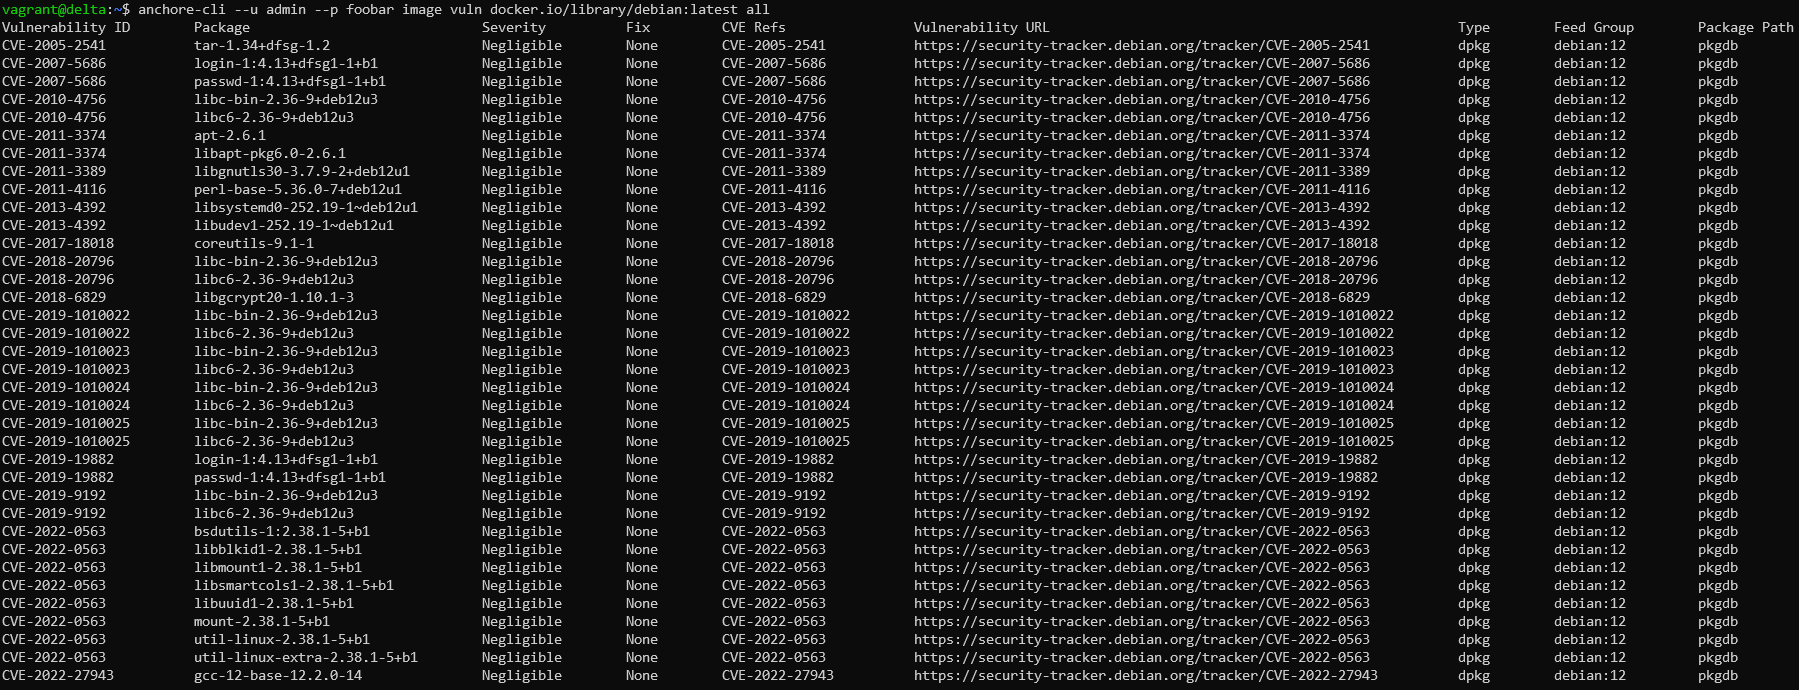 vagrant@delta:~$ anchore-cli --u admin --p foobar image vuln docker.io/library/debian:latest all
Vulnerability ID Package Severity Fix CVE Refs Vulnerability URL Type Feed Group Package Path
CVE-2005-2541 tar-1.34+dfsg-1.2 Negligible None CVE-2005-2541 https://security-tracker.debian.org/tracker/CVE-2005-2541 dpkg debian:12 pkgdb
CVE-2007-5686 login-1:4.13+dfsg1-1+b1 Negligible None CVE-2007-5686 https://security-tracker.debian.org/tracker/CVE-2007-5686 dpkg debian:12 pkgdb
CVE-2007-5686 passwd-1:4.13+dfsg1-1+b1 Negligible None CVE-2007-5686 https://security-tracker.debian.org/tracker/CVE-2007-5686 dpkg debian:12 pkgdb
CVE-2010-4756 libc-bin-2.36-9+deb12u3 Negligible None CVE-2010-4756 https://security-tracker.debian.org/tracker/CVE-2010-4756 dpkg debian:12 pkgdb
CVE-2010-4756 libc6-2.36-9+deb12u3 Negligible None CVE-2010-4756 https://security-tracker.debian.org/tracker/CVE-2010-4756 dpkg debian:12 pkgdb
CVE-2011-3374 apt-2.6.1 Negligible None CVE-2011-3374 https://security-tracker.debian.org/tracker/CVE-2011-3374 dpkg debian:12 pkgdb
CVE-2011-3374 libapt-pkg6.0-2.6.1 Negligible None CVE-2011-3374 https://security-tracker.debian.org/tracker/CVE-2011-3374 dpkg debian:12 pkgdb
CVE-2011-3389 libgnutls30-3.7.9-2+deb12u1 Negligible None CVE-2011-3389 https://security-tracker.debian.org/tracker/CVE-2011-3389 dpkg debian:12 pkgdb
CVE-2011-4116 perl-base-5.36.0-7+deb12u1 Negligible None CVE-2011-4116 https://security-tracker.debian.org/tracker/CVE-2011-4116 dpkg debian:12 pkgdb
CVE-2013-4392 libsystemd0-252.19-1~deb12u1 Negligible None CVE-2013-4392 https://security-tracker.debian.org/tracker/CVE-2013-4392 dpkg debian:12 pkgdb
CVE-2013-4392 libudev1-252.19-1~deb12u1 Negligible None CVE-2013-4392 https://security-tracker.debian.org/tracker/CVE-2013-4392 dpkg debian:12 pkgdb
CVE-2017-18018 coreutils-9.1-1 Negligible None CVE-2017-18018 https://security-tracker.debian.org/tracker/CVE-2017-18018 dpkg debian:12 pkgdb
CVE-2018-20796 libc-bin-2.36-9+deb12u3 Negligible None CVE-2018-20796 https://security-tracker.debian.org/tracker/CVE-2018-20796 dpkg debian:12 pkgdb
CVE-2018-20796 libc6-2.36-9+deb12u3 Negligible None CVE-2018-20796 https://security-tracker.debian.org/tracker/CVE-2018-20796 dpkg debian:12 pkgdb
CVE-2018-6829 libgcrypt20-1.10.1-3 Negligible None CVE-2018-6829 https://security-tracker.debian.org/tracker/CVE-2018-6829 dpkg debian:12 pkgdb
CVE-2019-1010022 libc-bin-2.36-9+deb12u3 Negligible None CVE-2019-1010022 https://security-tracker.debian.org/tracker/CVE-2019-1010022 dpkg debian:12 pkgdb
CVE-2019-1010022 libc6-2.36-9+deb12u3 Negligible None CVE-2019-1010022 https://security-tracker.debian.org/tracker/CVE-2019-1010022 dpkg debian:12 pkgdb
CVE-2019-1010023 libc-bin-2.36-9+deb12u3 Negligible None CVE-2019-1010023 https://security-tracker.debian.org/tracker/CVE-2019-1010023 dpkg debian:12 pkgdb
CVE-2019-1010023 libc6-2.36-9+deb12u3 Negligible None CVE-2019-1010023 https://security-tracker.debian.org/tracker/CVE-2019-1010023 dpkg debian:12 pkgdb
CVE-2019-1010024 libc-bin-2.36-9+deb12u3 Negligible None CVE-2019-1010024 https://security-tracker.debian.org/tracker/CVE-2019-1010024 dpkg debian:12 pkgdb
CVE-2019-1010024 libc6-2.36-9+deb12u3 Negligible None CVE-2019-1010024 https://security-tracker.debian.org/tracker/CVE-2019-1010024 dpkg debian:12 pkgdb
CVE-2019-1010025 libc-bin-2.36-9+deb12u3 Negligible None CVE-2019-1010025 https://security-tracker.debian.org/tracker/CVE-2019-1010025 dpkg debian:12 pkgdb
CVE-2019-1010025 libc6-2.36-9+deb12u3 Negligible None CVE-2019-1010025 https://security-tracker.debian.org/tracker/CVE-2019-1010025 dpkg debian:12 pkgdb
CVE-2019-19882 login-1:4.13+dfsg1-1+b1 Negligible None CVE-2019-19882 https://security-tracker.debian.org/tracker/CVE-2019-19882 dpkg debian:12 pkgdb
CVE-2019-19882 passwd-1:4.13+dfsg1-1+b1 Negligible None CVE-2019-19882 https://security-tracker.debian.org/tracker/CVE-2019-19882 dpkg debian:12 pkgdb
CVE-2019-9192 libc-bin-2.36-9+deb12u3 Negligible None CVE-2019-9192 https://security-tracker.debian.org/tracker/CVE-2019-9192 dpkg debian:12 pkgdb
CVE-2019-9192 libc6-2.36-9+deb12u3 Negligible None CVE-2019-9192 https://security-tracker.debian.org/tracker/CVE-2019-9192 dpkg debian:12 pkgdb
CVE-2022-0563 bsdutils-1:2.38.1-5+b1 Negligible None CVE-2022-0563 https://security-tracker.debian.org/tracker/CVE-2022-0563 dpkg debian:12 pkgdb
CVE-2022-0563 libblkid1-2.38.1-5+b1 Negligible None CVE-2022-0563 https://security-tracker.debian.org/tracker/CVE-2022-0563 dpkg debian:12 pkgdb
CVE-2022-0563 libmount1-2.38.1-5+b1 Negligible None CVE-2022-0563 https://security-tracker.debian.org/tracker/CVE-2022-0563 dpkg debian:12 pkgdb
CVE-2022-0563 libsmartcols1-2.38.1-5+b1 Negligible None CVE-2022-0563 https://security-tracker.debian.org/tracker/CVE-2022-0563 dpkg debian:12 pkgdb
CVE-2022-0563 libuuid1-2.38.1-5+b1 Negligible None CVE-2022-0563 https://security-tracker.debian.org/tracker/CVE-2022-0563 dpkg debian:12 pkgdb
CVE-2022-0563 mount-2.38.1-5+b1 Negligible None CVE-2022-0563 https://security-tracker.debian.org/tracker/CVE-2022-0563 dpkg debian:12 pkgdb
CVE-2022-0563 util-linux-2.38.1-5+b1 Negligible None CVE-2022-0563 https://security-tracker.debian.org/tracker/CVE-2022-0563 dpkg debian:12 pkgdb
CVE-2022-0563 util-linux-extra-2.38.1-5+b1 Negligible None CVE-2022-0563 https://security-tracker.debian.org/tracker/CVE-2022-0563 dpkg debian:12 pkgdb
CVE-2022-27943 gcc-12-base-12.2.0-14 Negligible None CVE-2022-27943 https://security-tracker.debian.org/tracker/CVE-2022-27943 dpkg debian:12 pkgdb